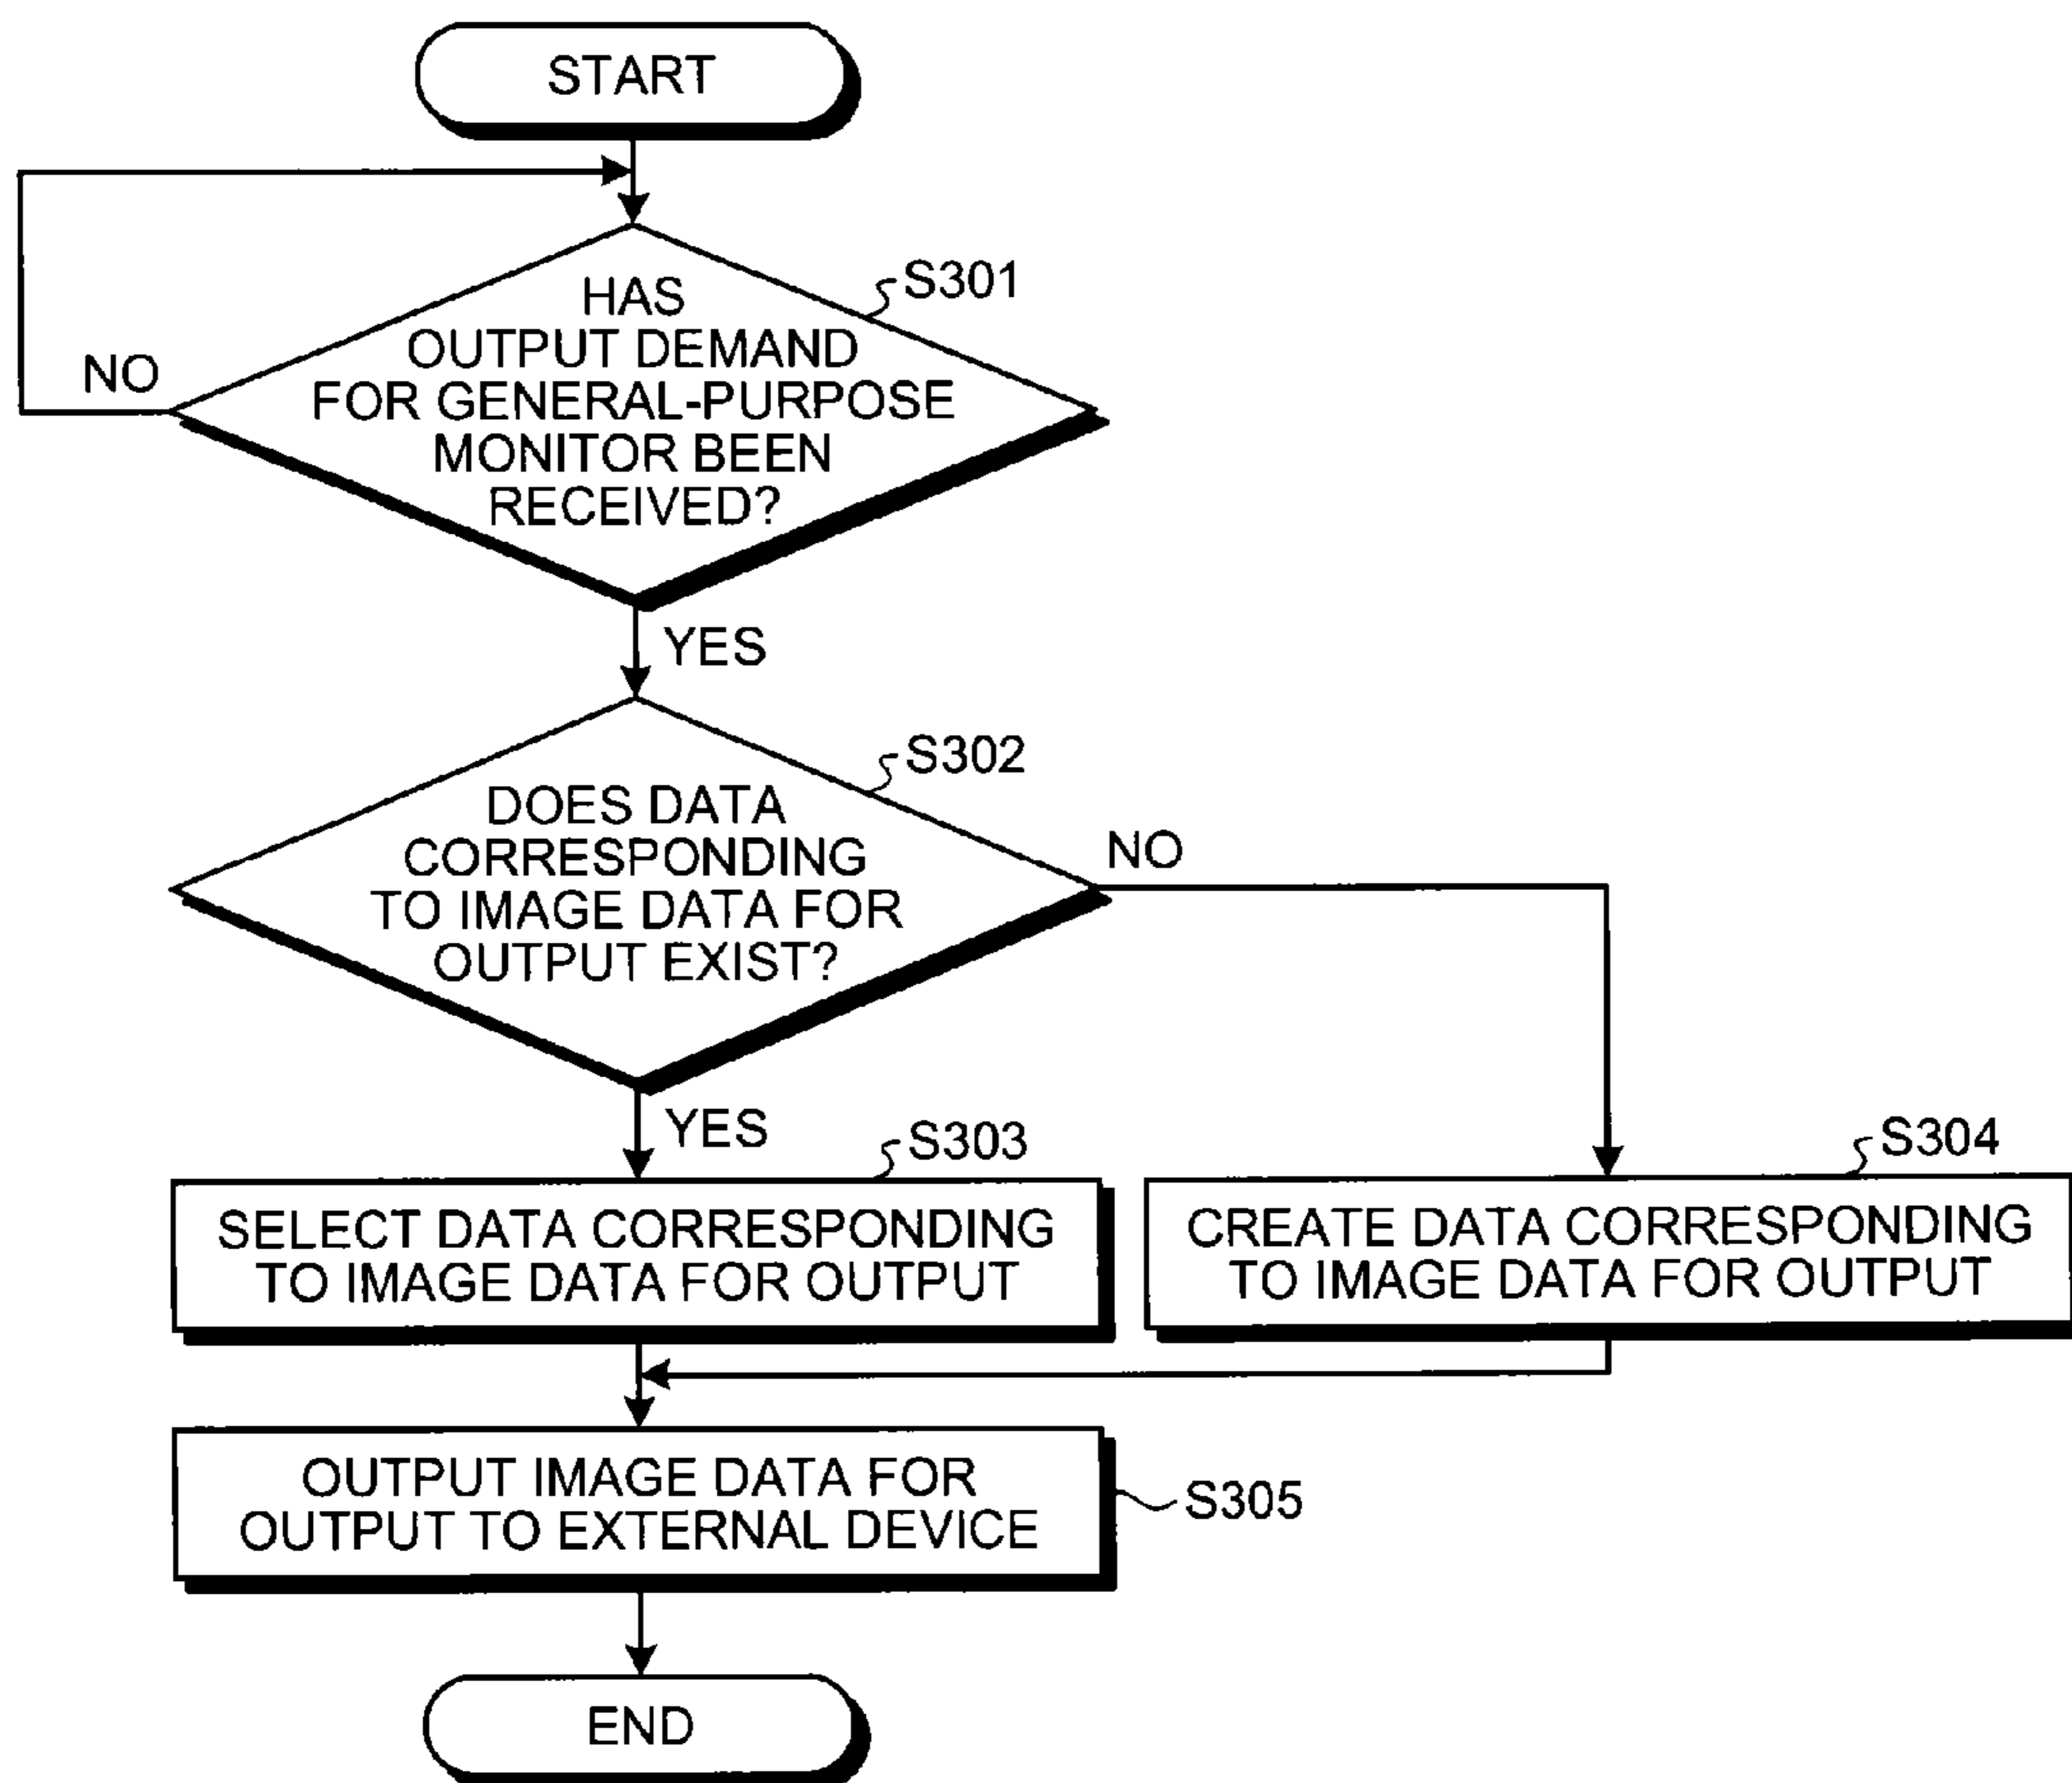 START
S301
HAS
OUTPUT DEMAND
FOR GENERAL-PURPOSE
MONITOR BEEN
RECEIVED?
NO
YES
S302
DOES DATA
CORRESPONDING
TO IMAGE DATA FOR
OUTPUT EXIST?
NO
YES
S303
SELECT DATA CORRESPONDING
TO IMAGE DATA FOR OUTPUT
S304
CREATE DATA CORRESPONDING
TO IMAGE DATA FOR OUTPUT
OUTPUT IMAGE DATA FOR
OUTPUT TO EXTERNAL DEVICE
S305
END